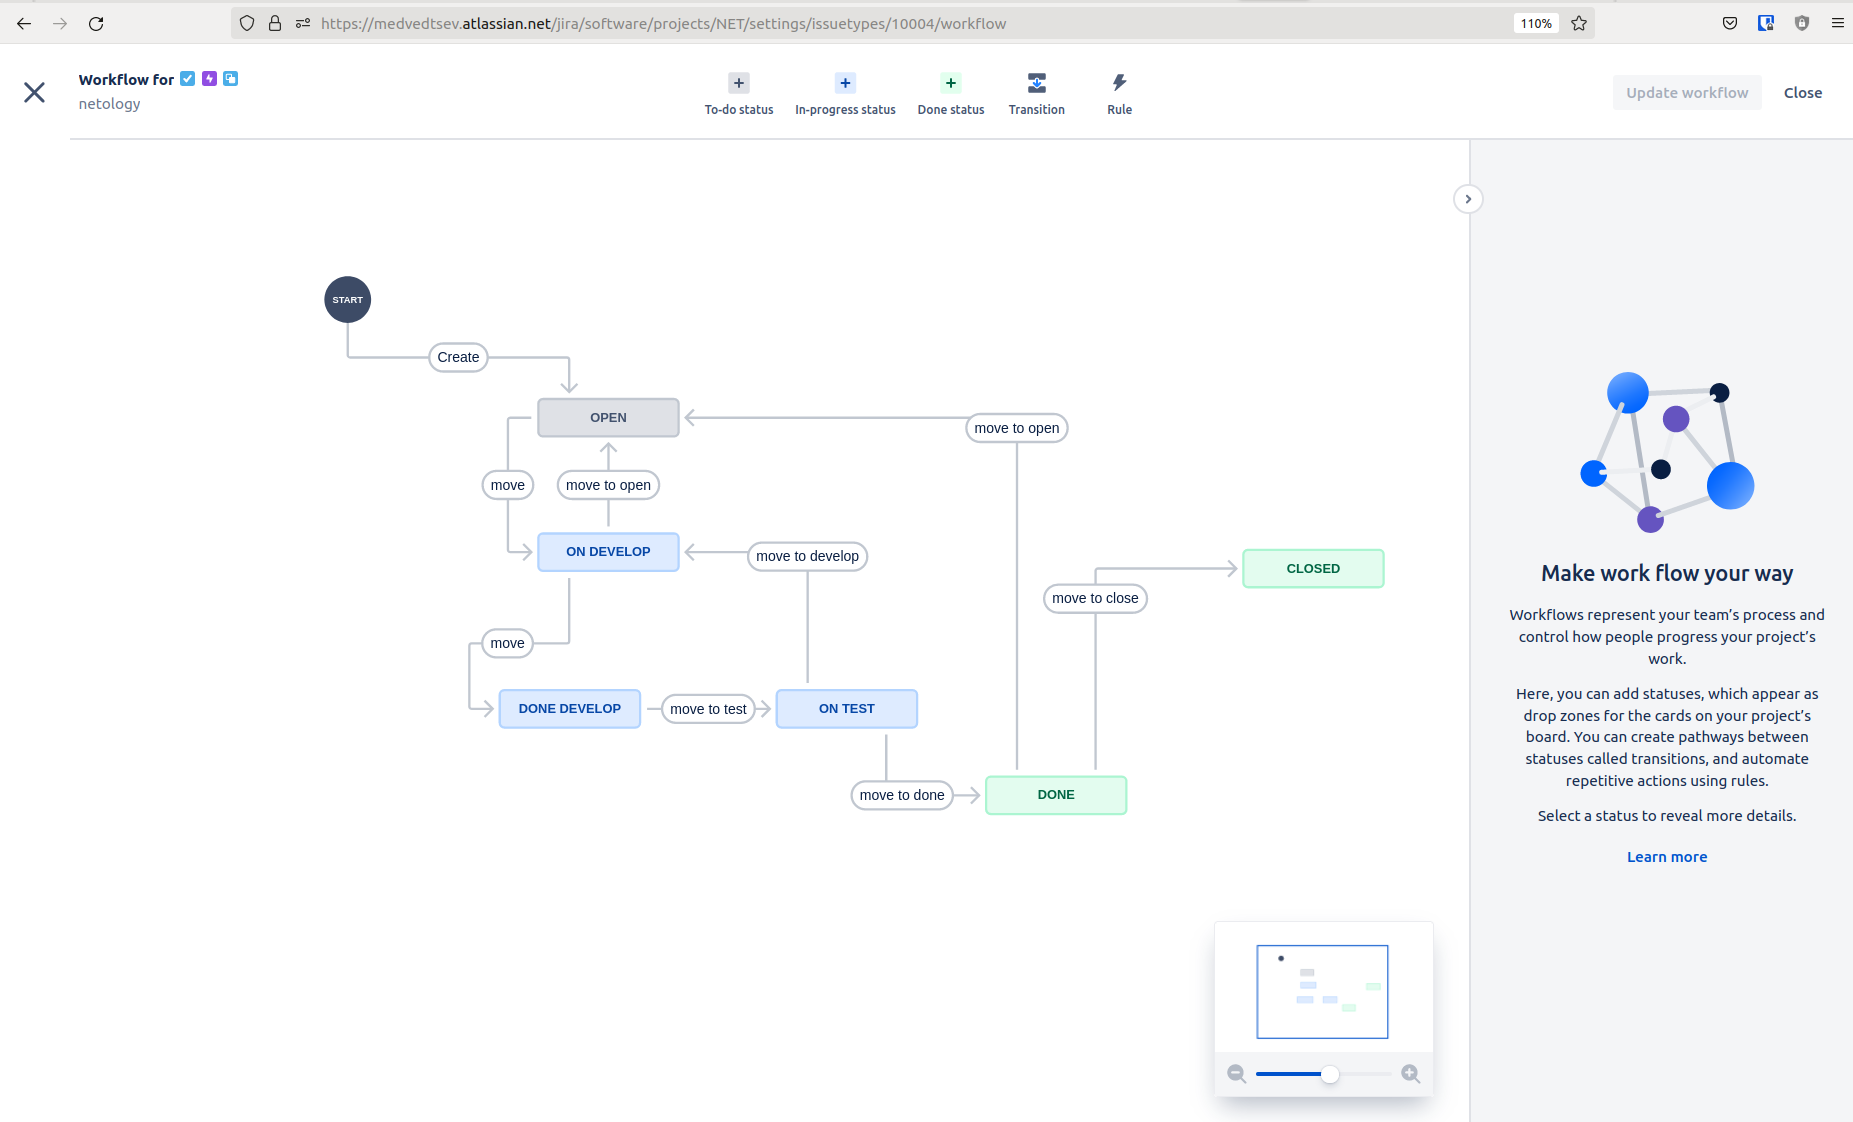 https://medvedtsev.atlassian.net/jira/software/projects/NET/settings/issuetypes/10004/workflow
110%
Workflow for
netology
To-do status
In-progress status
Done status
Transition
Rule
Update workflow
Close
START
Create
OPEN
move to open
move
move to open
ON DEVELOP
move to develop
CLOSED
move to close
move
DONE DEVELOP
move to test
ON TEST
move to done
DONE
Make work flow your way
Workflows represent your team’s process and
control how people progress your project’s
work.
Here, you can add statuses, which appear as
drop zones for the cards on your project’s
board. You can create pathways between
statuses called transitions, and automate
repetitive actions using rules.
Select a status to reveal more details.
Learn more